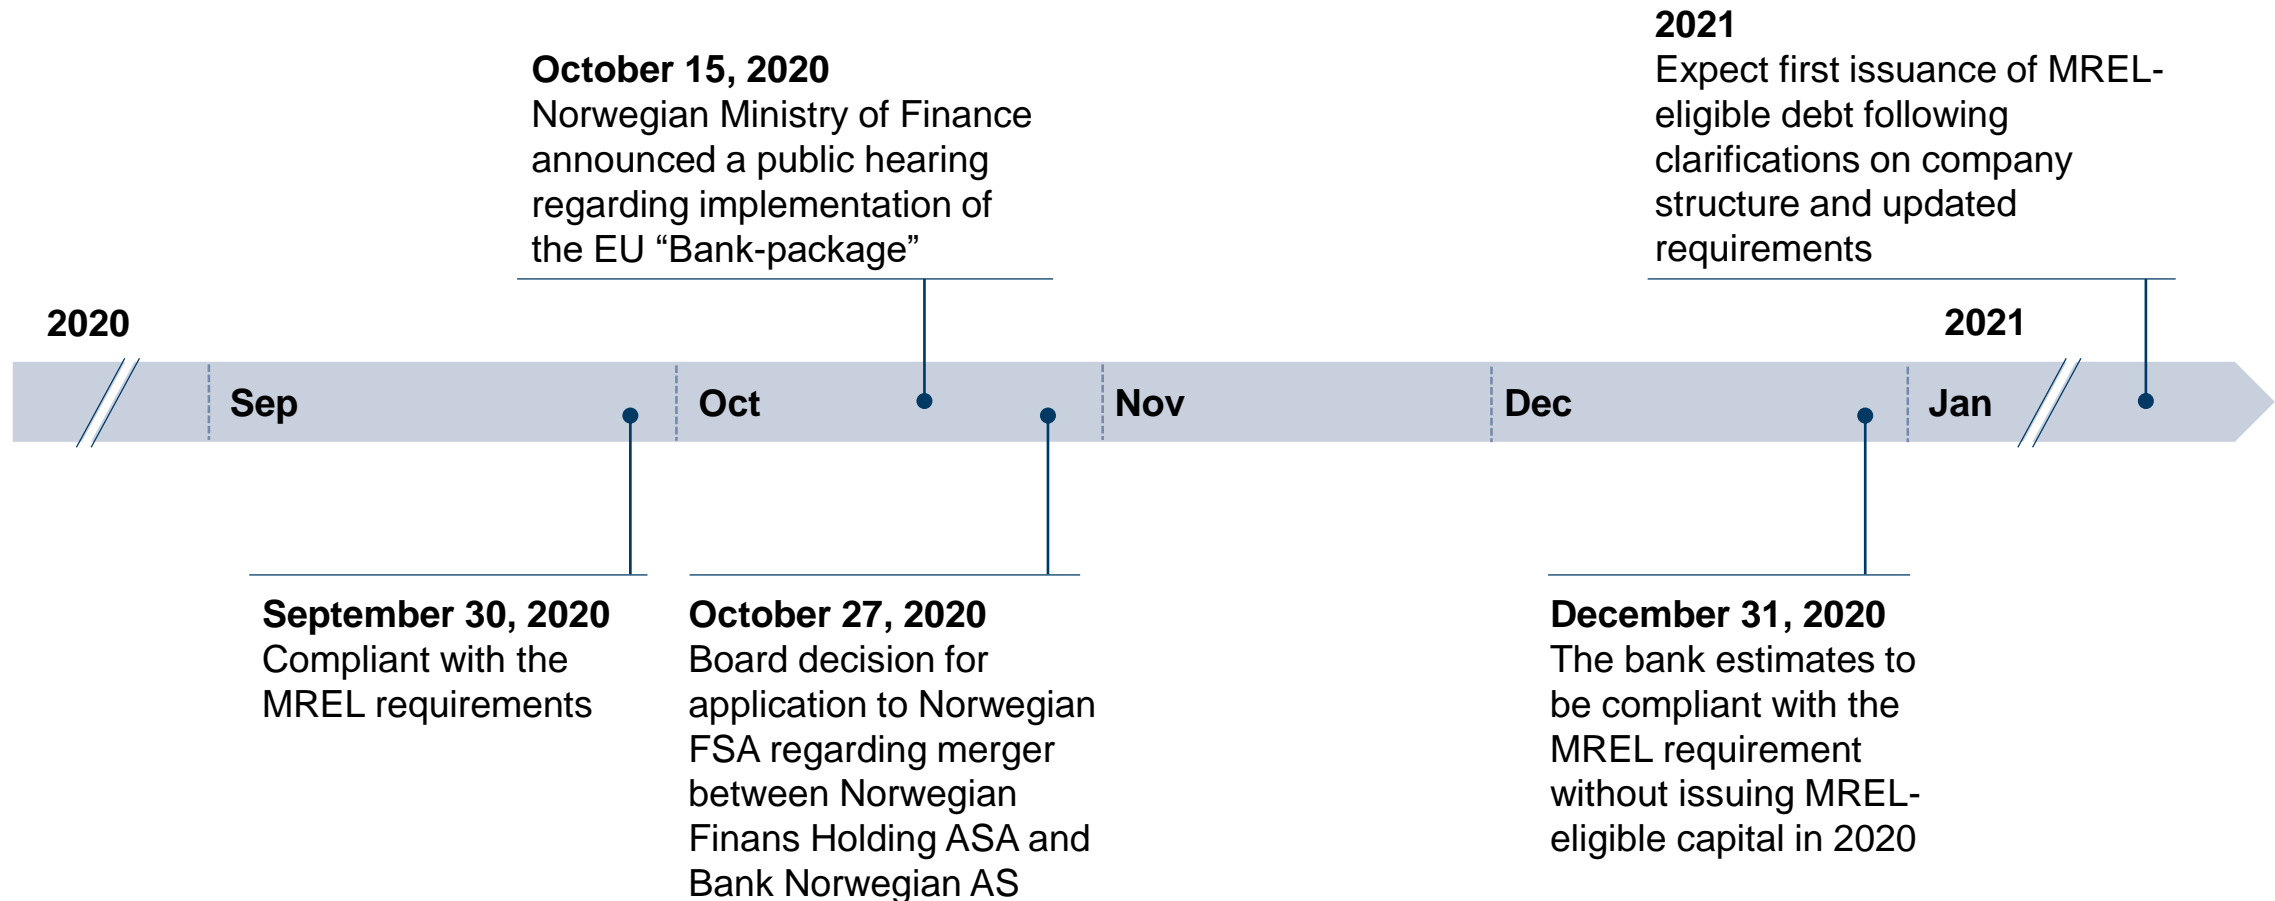 October 15, 2020
Norwegian Ministry of Finance
announced a public hearing
regarding implementation of
the EU “Bank-package”
2021
Expect first issuance of MREL-
eligible debt following
clarifications on company
structure and updated
requirements
2020
2021
Sep
Oct
Nov
Dec
Jan
September 30, 2020
Compliant with the
MREL requirements
October 27, 2020
Board decision for
application to Norwegian
FSA regarding merger
between Norwegian
Finans Holding ASA and
Bank Norwegian AS
December 31, 2020
The bank estimates to
be compliant with the
MREL requirement
without issuing MREL-
eligible capital in 2020